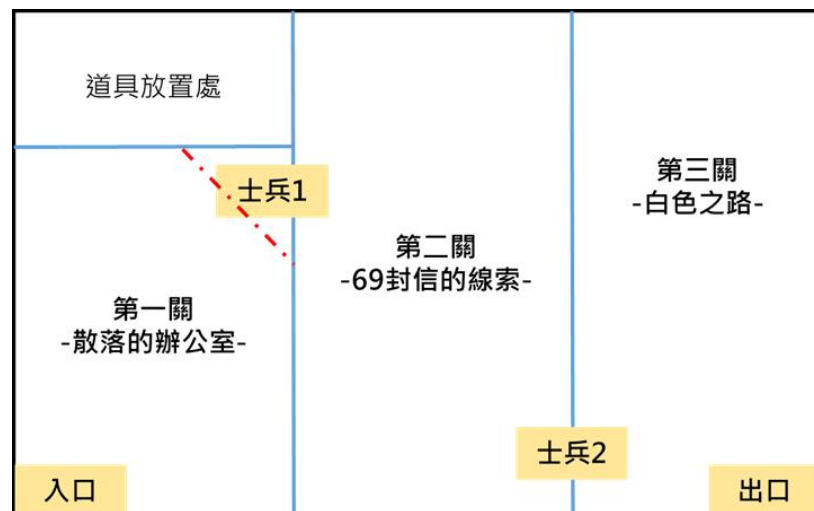 道具放置處
士兵1
第一關
-散落的辦公室-
入口
第二關
-69封信的線索-
士兵2
第三關
-白色之路-
出口